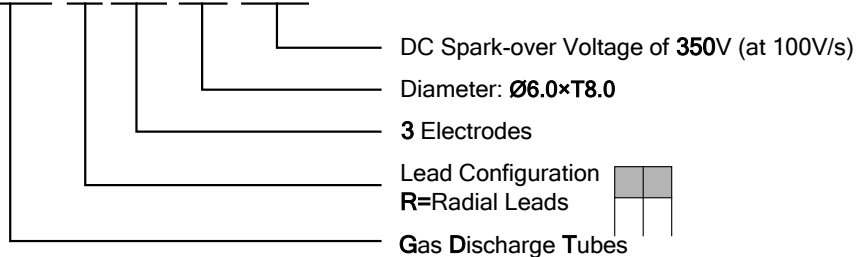 DC Spark-over Voltage of 350V (at 100V/s)
Diameter: Ø6.0×T8.0
3 Electrodes
Lead Configuration
R=Radial Leads
Gas Discharge Tubes